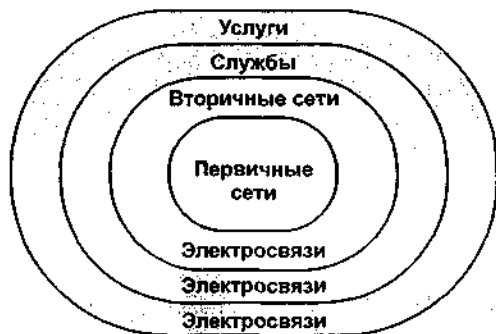 Услуги
Службы
Вторичные сети
Первичные
сети
Электросвязи
Электросвязи
Электросвязи